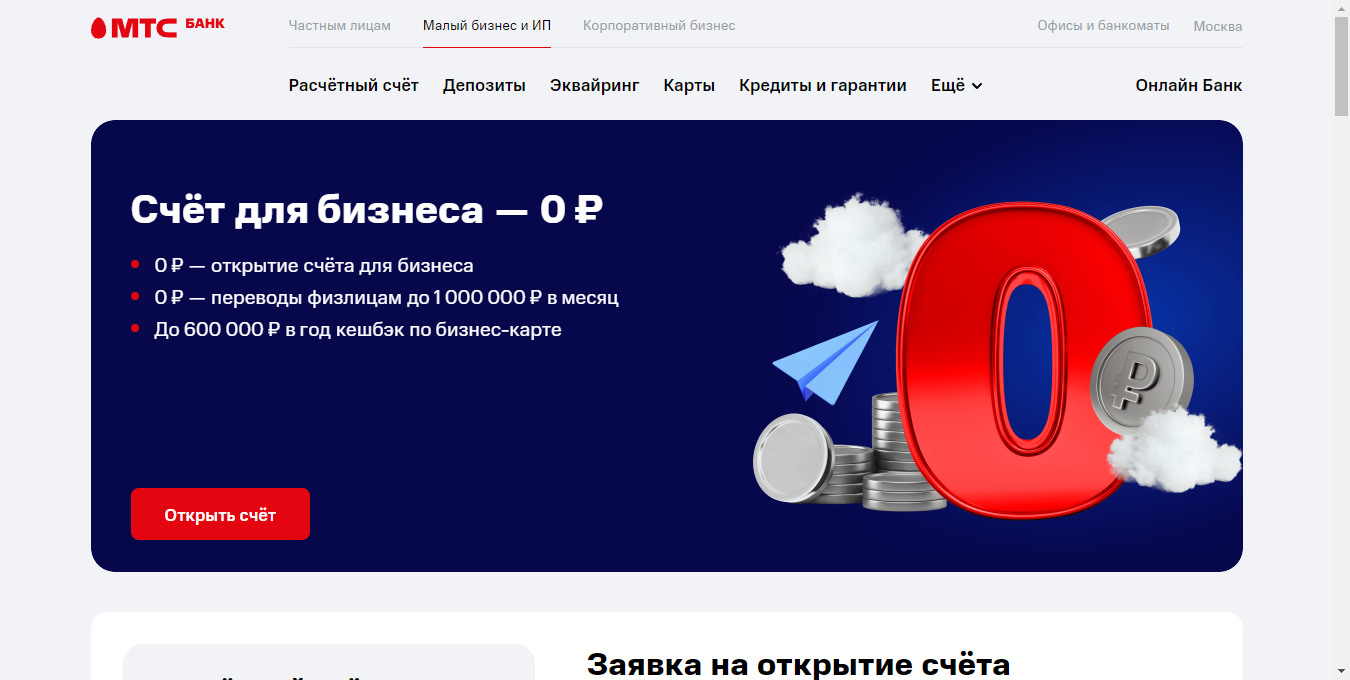 МТС БАНК
Частным лицам Малый бизнес и ИП Корпоративный бизнес Офисы и банкоматы Москва
Расчётный счёт Депозиты Эквайринг Карты Кредиты и гарантии Ещё Онлайн Банк
Счёт для бизнеса — 0 ₽
0 ₽ — открытие счёта для бизнеса
0 ₽ — переводы физлицам до 1 000 000 ₽ в месяц
До 600 000 ₽ в год кешбэк по бизнес-карте
0
₽
Открыть счёт
Заявка на открытие счёта